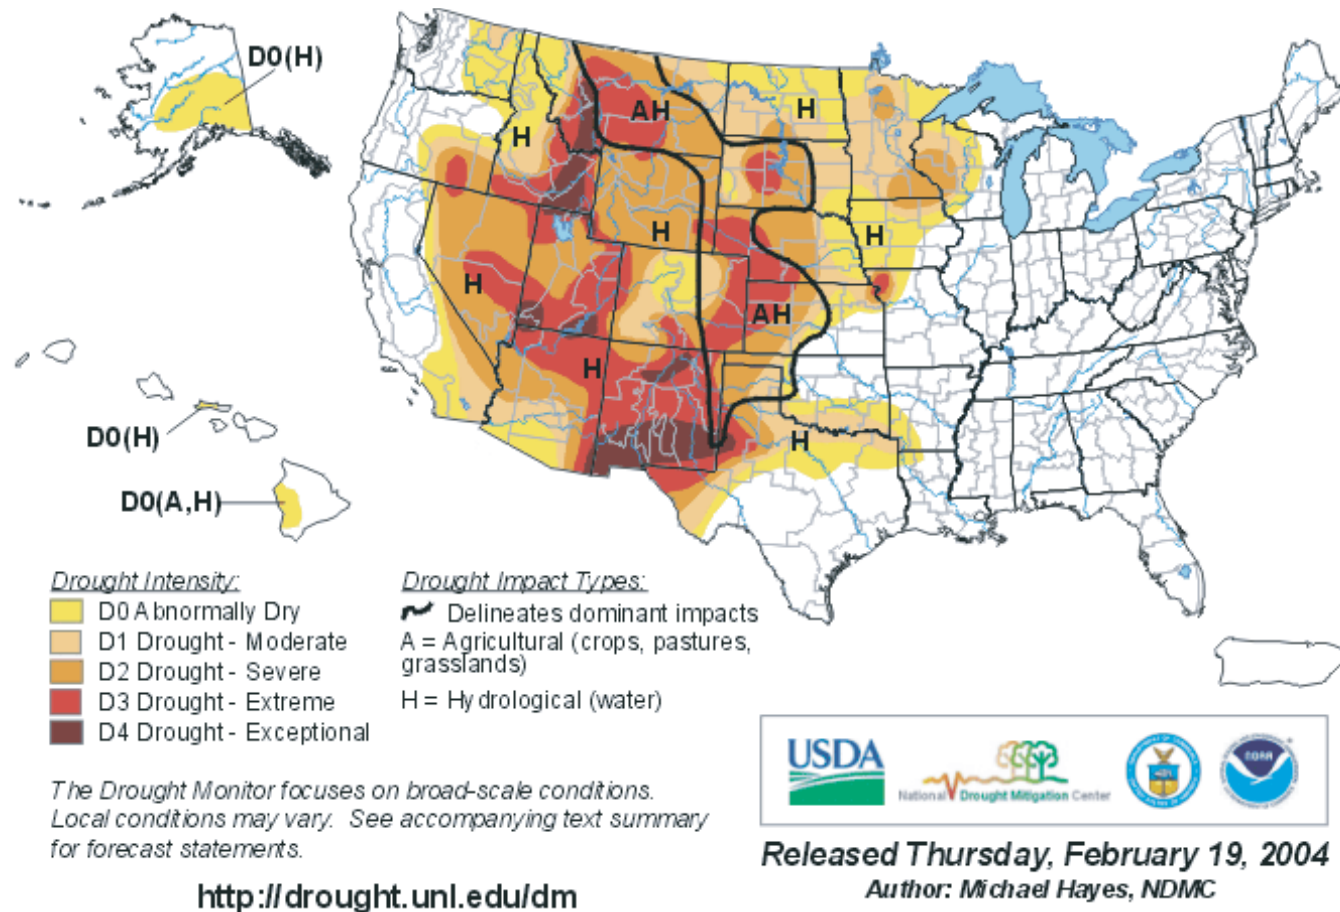 D0(H)
H
AH
H
H
H
H
AH
H
H
D0(H)
D0(A,H)
Drought Intensity:
D0 Abnormally Dry
D1 Drought - Moderate
D2 Drought - Severe
D3 Drought - Extreme
D4 Drought - Exceptional
Drought Impact Types:
Delineates dominant impacts
A = Agricultural (crops, pastures,
grasslands)
H = Hydrological (water)
The Drought Monitor focuses on broad-scale conditions.
Local conditions may vary. See accompanying text summary
for forecast statements.
http://drought.unl.edu/dm
USDA
National Drought Mitigation Center
NOAA
Released Thursday, February 19, 2004
Author: Michael Hayes, NDMC